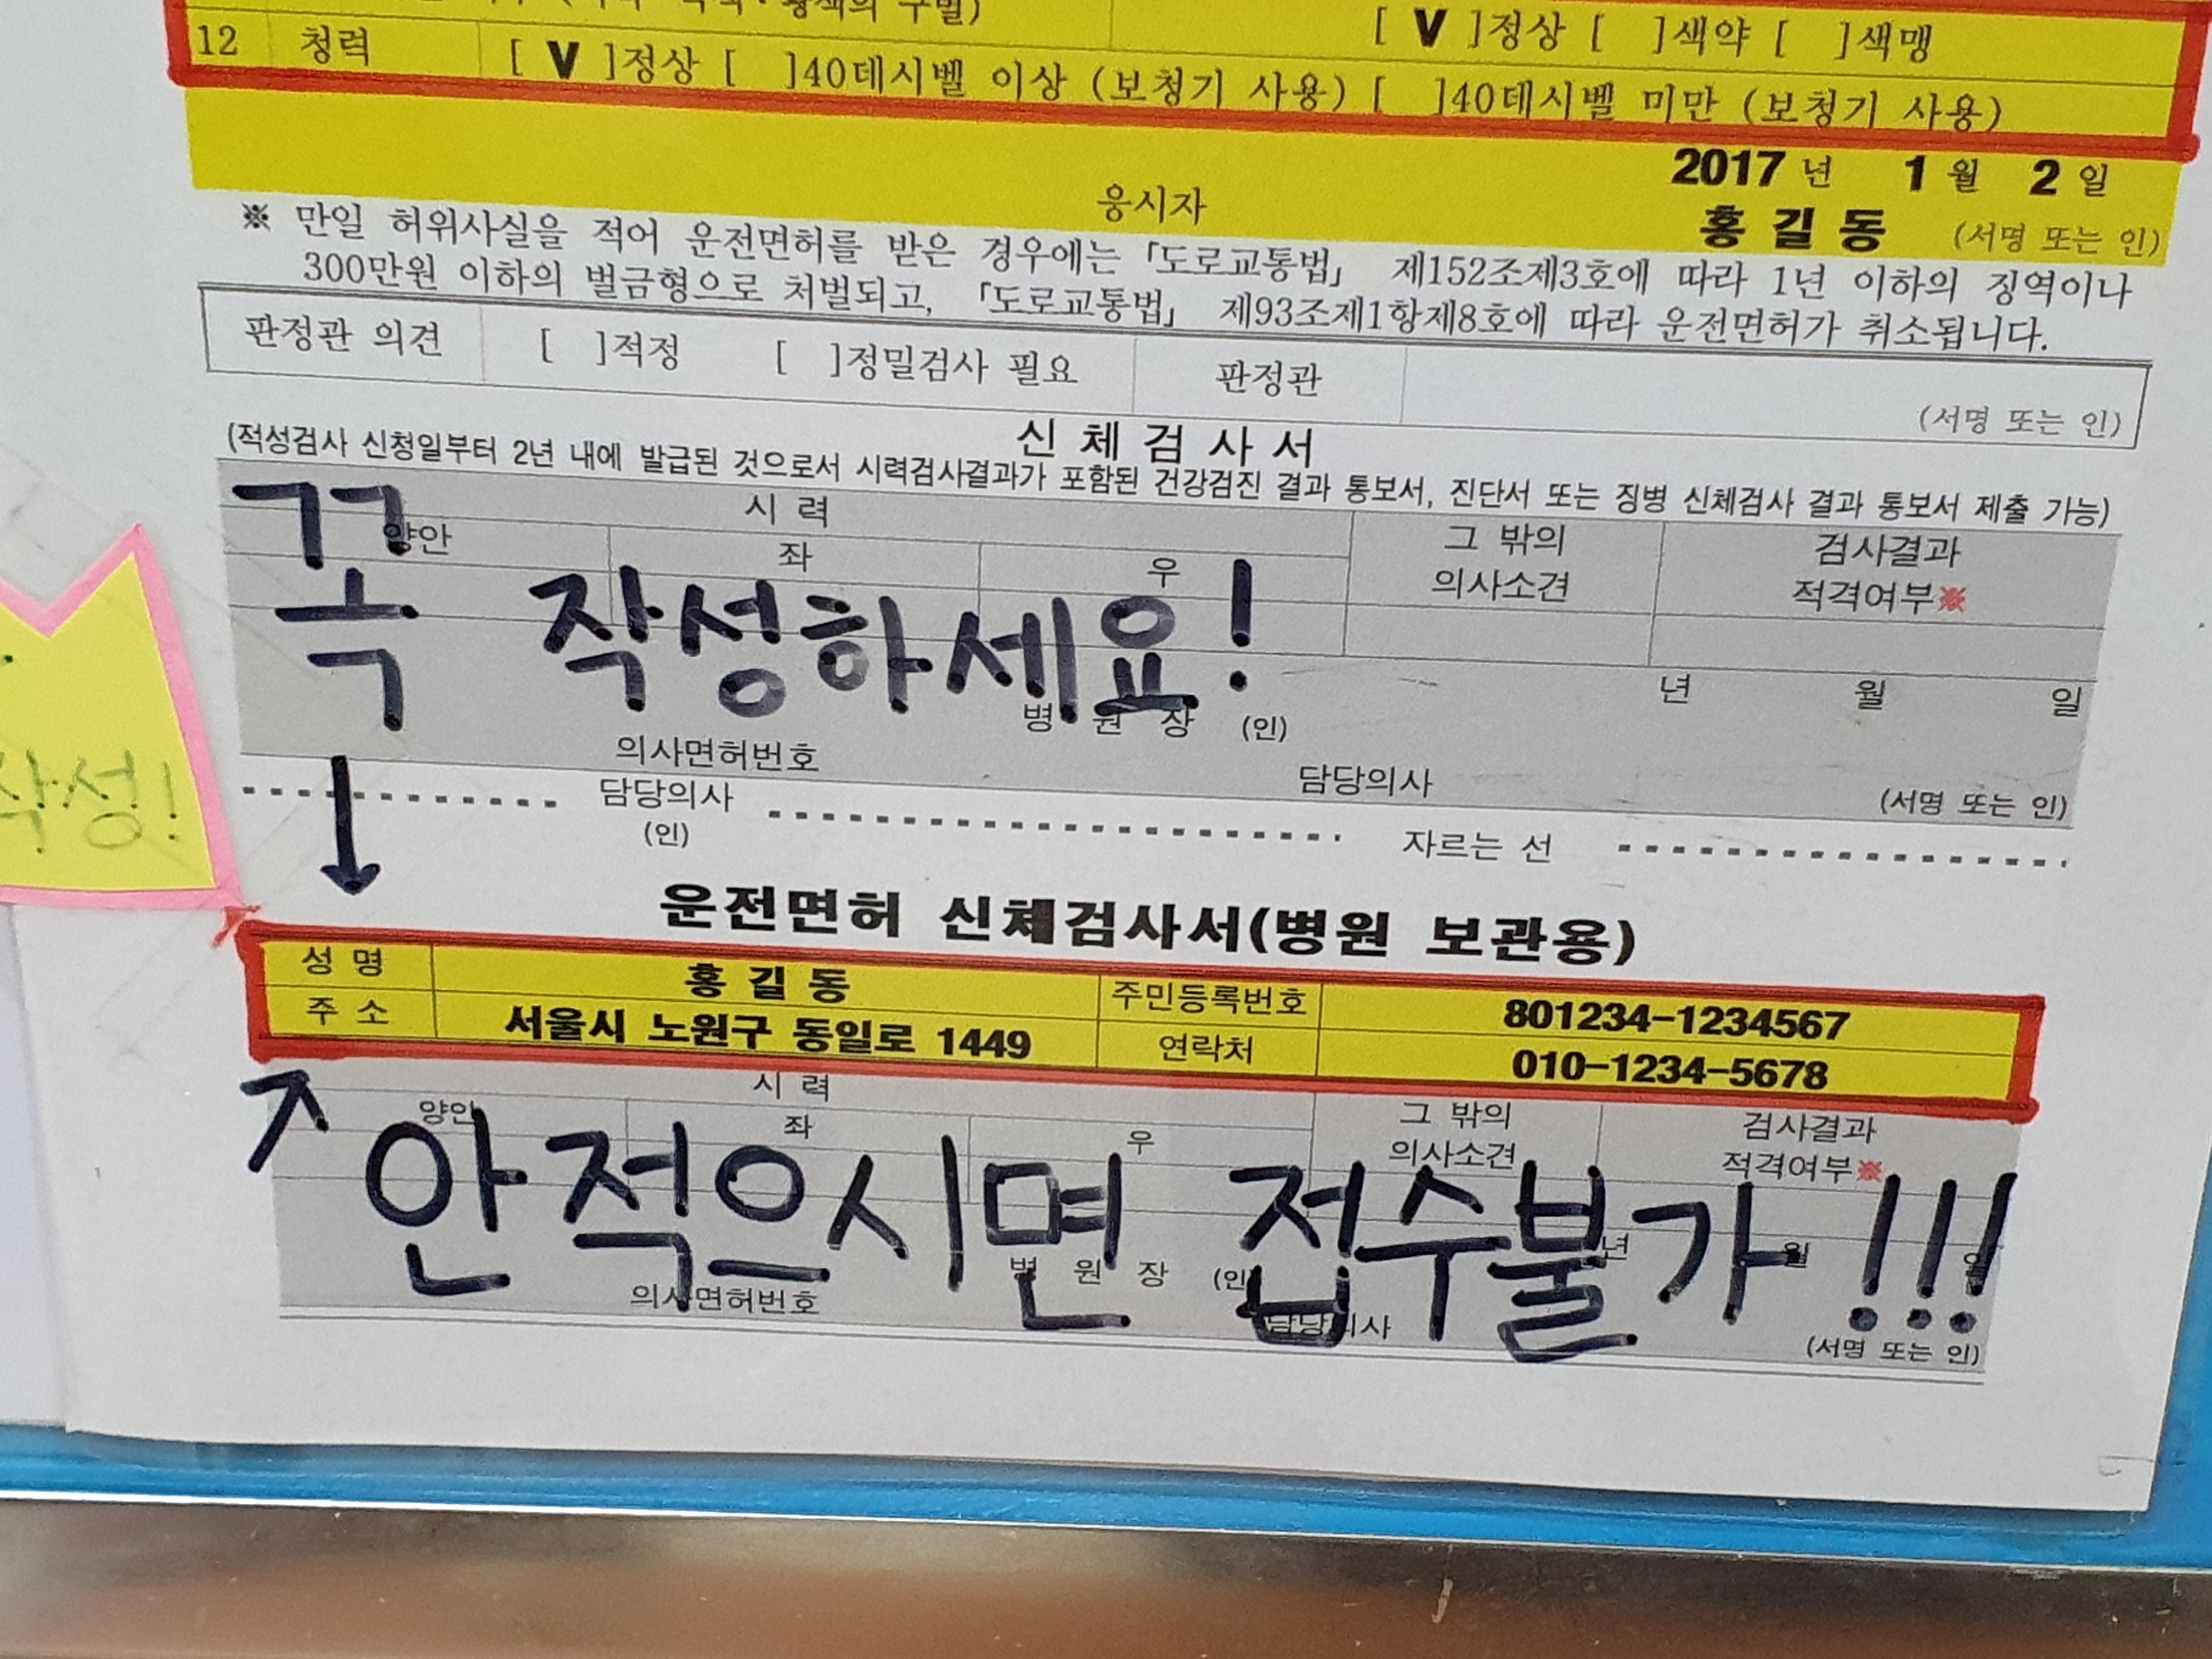 구별)
[ V ]정상 [ ]색약 [ ]색맹
12 청력 [ V ]정상 [ ]40데시벨 이상 (보청기 사용) [ ]40데시벨 미만 (보청기 사용)
2017 년 1 월 2 일
응시자 홍 길 동 (서명 또는 인)
※ 만일 허위사실을 적어 운전면허를 받은 경우에는 「도로교통법」 제152조제3호에 따라 1년 이하의 징역이나
300만원 이하의 벌금형으로 처벌되고, 「도로교통법」 제93조제1항제8호에 따라 운전면허가 취소됩니다.
판정관 의견 [ ]적정 [ ]정밀검사 필요 판정관
(서명 또는 인)
신 체 검 사 서
(적성검사 신청일부터 2년 내에 발급된 것으로서 시력검사결과가 포함된 건강검진 결과 통보서, 진단서 또는 징병 신체검사 결과 통보서 제출 가능)
시 력
양안 좌 우
그 밖의
의사소견
검사결과
적격여부※
꼭 작성하세요!
년 월 일
병 원 장 (인)
의사면허번호
담당의사
(서명 또는 인)
담당의사
(인)
자르는 선
작성!
↓
운전면허 신체검사서(병원 보관용)
성 명 홍 길 동 주민등록번호 801234-1234567
주 소 서울시 노원구 동일로 1449 연락처 010-1234-5678
시 력
양안 좌 우
그 밖의
의사소견
검사결과
적격여부※
↑ 안적으시면 접수불가!!!
년 월 일
병 원 장 (인)
의사면허번호
담당의사
(서명 또는 인)